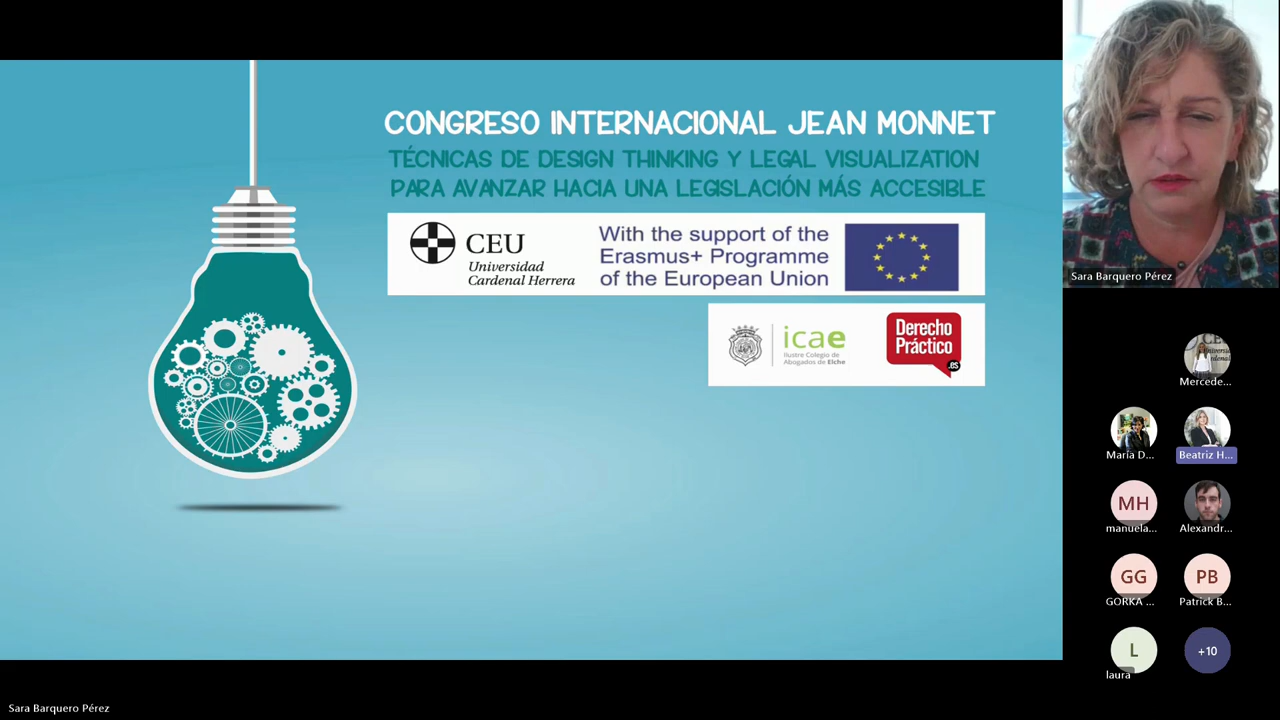 CONGRESO INTERNACIONAL JEAN MONNET
TÉCNICAS DE DESIGN THINKING Y LEGAL VISUALIZATION
PARA AVANZAR HACIA UNA LEGISLACIÓN MÁS ACCESIBLE
CEU
Universidad
Cardenal Herrera
With the support of the
Erasmus+ Programme
of the European Union
icae
Ilustre Colegio de
Abogados de Elche
Derecho
Práctico
.es
Sara Barquero Pérez
Mercede...
María D...
Beatriz H...
MH
manuela...
Alexandr...
GG
GORKA ...
PB
Patrick B...
L
laura
+10
Sara Barquero Pérez